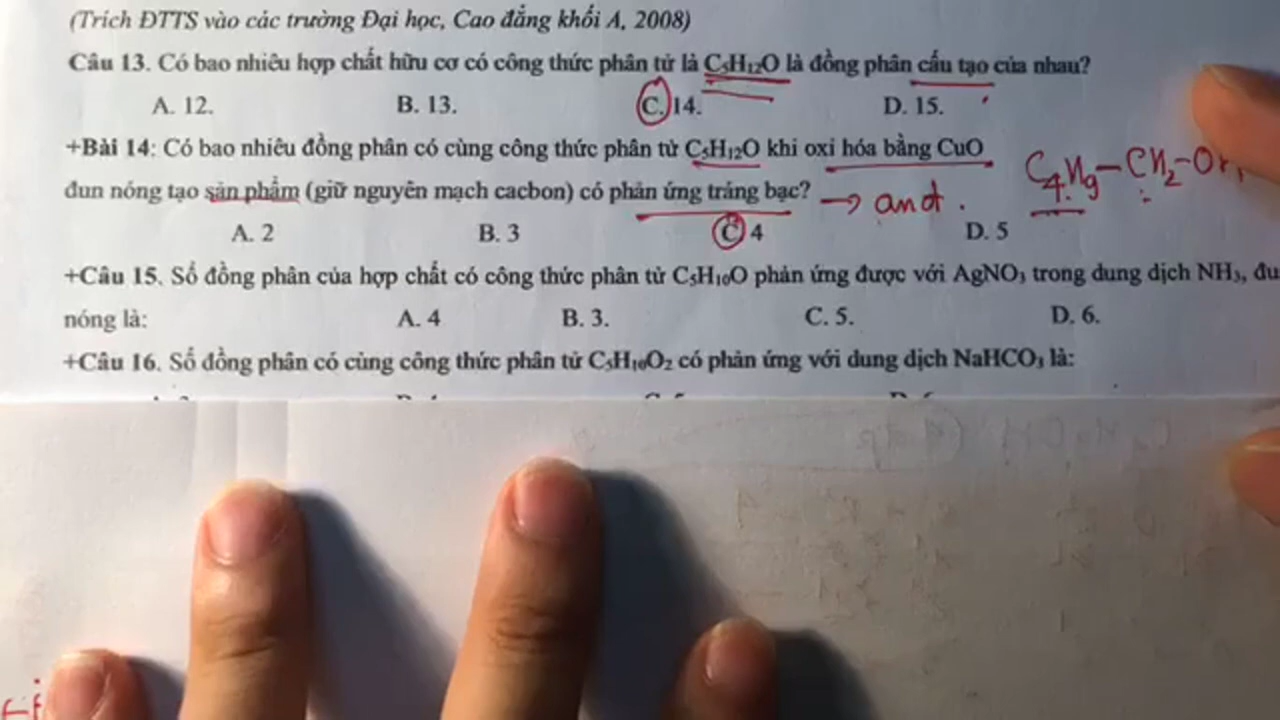 (Trích ĐTTS vào các trường Đại học, Cao đẳng khối A, 2008)
Câu 13. Có bao nhiêu hợp chất hữu cơ có công thức phân tử là C₅H₁₂O là đồng phân cấu tạo của nhau?
A. 12. B. 13. C. 14. D. 15.
+Bài 14: Có bao nhiêu đồng phân có cùng công thức phân tử C₅H₁₂O khi oxi hóa bằng CuO
đun nóng tạo sản phẩm (giữ nguyên mạch cacbon) có phản ứng tráng bạc? → and.
C₄H₉-CH₂-OH
A. 2 B. 3 C 4 D. 5
+Câu 15. Số đồng phân của hợp chất có công thức phân tử C₅H₁₀O phản ứng được với AgNO₃ trong dung dịch NH₃,
nóng là: A. 4 B. 3. C. 5. D. 6.
+Câu 16. Số đồng phân có cùng công thức phân tử C₅H₁₀O₂ có phản ứng với dung dịch NaHCO₃ là: